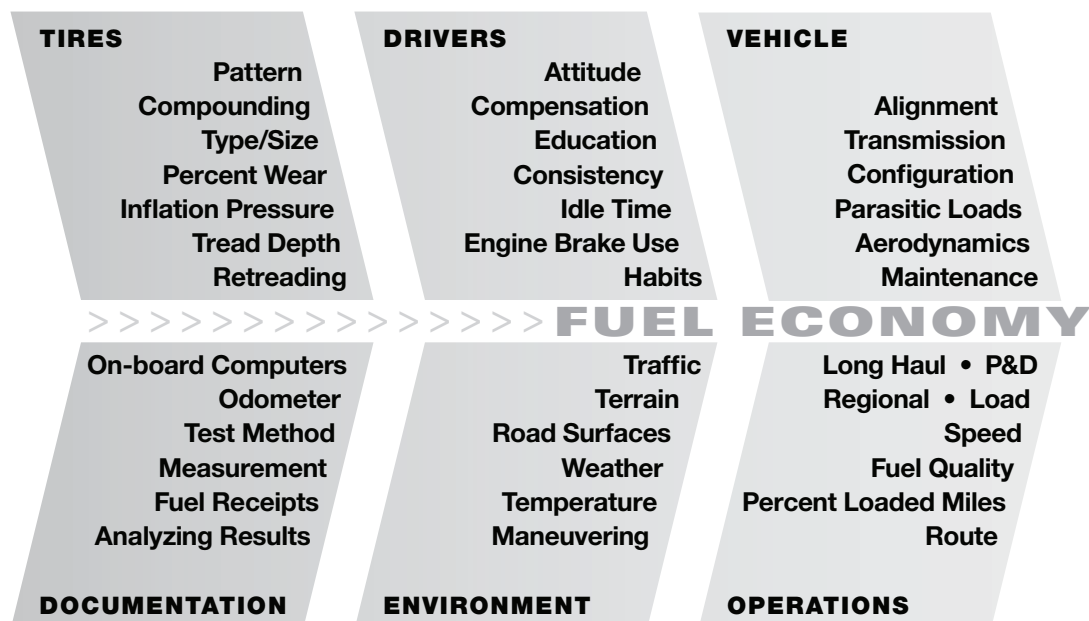 TIRES
Pattern
Compounding
Type/Size
Percent Wear
Inflation Pressure
Tread Depth
Retreading
DRIVERS
Attitude
Compensation
Education
Consistency
Idle Time
Engine Brake Use
Habits
VEHICLE
Alignment
Transmission
Configuration
Parasitic Loads
Aerodynamics
Maintenance
>>>>>>>>>>>>>>> FUEL ECONOMY
On-board Computers
Odometer
Test Method
Measurement
Fuel Receipts
Analyzing Results
DOCUMENTATION
Traffic
Terrain
Road Surfaces
Weather
Temperature
Maneuvering
ENVIRONMENT
Long Haul • P&D
Regional • Load
Speed
Fuel Quality
Percent Loaded Miles
Route
OPERATIONS